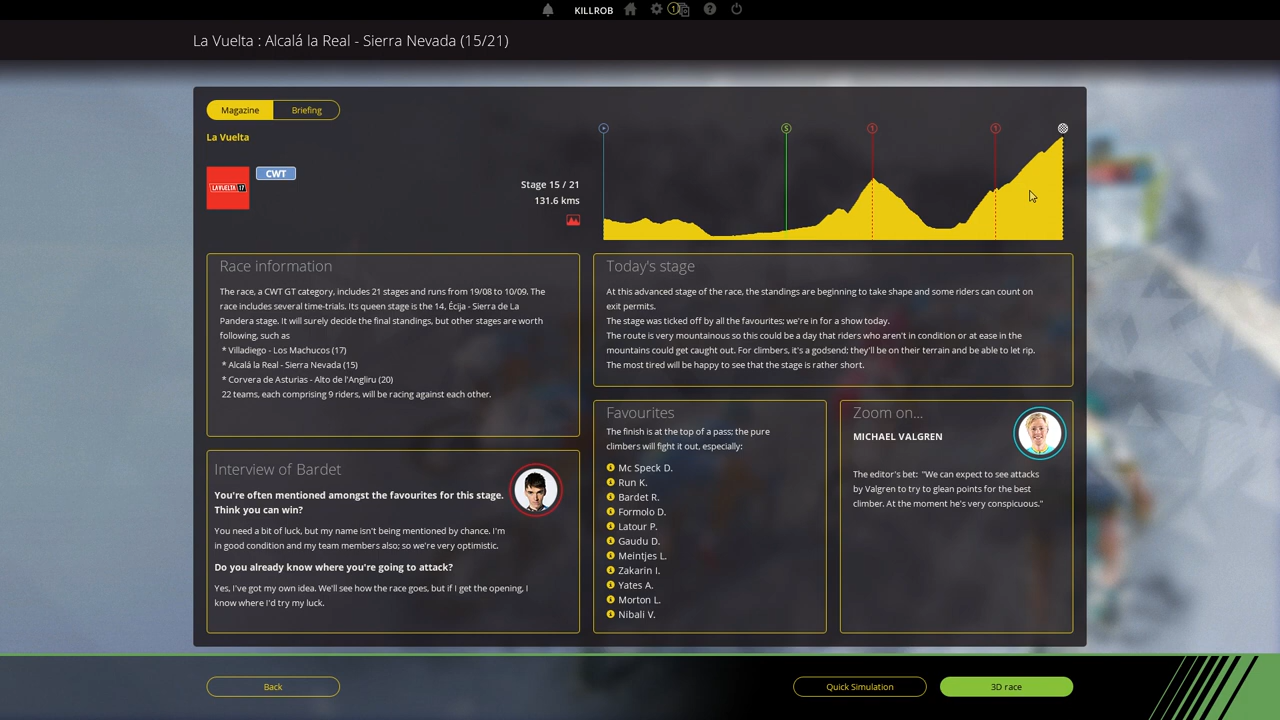 KILLROB
1
La Vuelta : Alcalá la Real - Sierra Nevada (15/21)
Magazine
Briefing
La Vuelta
LAVUELTA 17
CWT
Stage 15 / 21
131.6 kms
S
1
1
Race information
The race, a CWT GT category, includes 21 stages and runs from 19/08 to 10/09. The
race includes several time-trials. Its queen stage is the 14, Écija - Sierra de La
Pandera stage. It will surely decide the final standings, but other stages are worth
following, such as
* Villadiego - Los Machucos (17)
* Alcalá la Real - Sierra Nevada (15)
* Corvera de Asturias - Alto de l'Angliru (20)
22 teams, each comprising 9 riders, will be racing against each other.
Today's stage
At this advanced stage of the race, the standings are beginning to take shape and some riders can count on
exit permits.
The stage was ticked off by all the favourites; we're in for a show today.
The route is very mountainous so this could be a day that riders who aren't in condition or at ease in the
mountains could get caught out. For climbers, it's a godsend; they'll be on their terrain and be able to let rip.
The most tired will be happy to see that the stage is rather short.
Interview of Bardet
You're often mentioned amongst the favourites for this stage.
Think you can win?
You need a bit of luck, but my name isn't being mentioned by chance. I'm
in good condition and my team members also; so we're very optimistic.
Do you already know where you're going to attack?
Yes, I've got my own idea. We'll see how the race goes, but if I get the opening, I
know where I'd try my luck.
Favourites
The finish is at the top of a pass; the pure
climbers will fight it out, especially:
Mc Speck D.
Run K.
Bardet R.
Formolo D.
Latour P.
Gaudu D.
Meintjes L.
Zakarin I.
Yates A.
Morton L.
Nibali V.
Zoom on...
MICHAEL VALGREN
The editor's bet: "We can expect to see attacks
by Valgren to try to glean points for the best
climber. At the moment he's very conspicuous."
Back
Quick Simulation
3D race